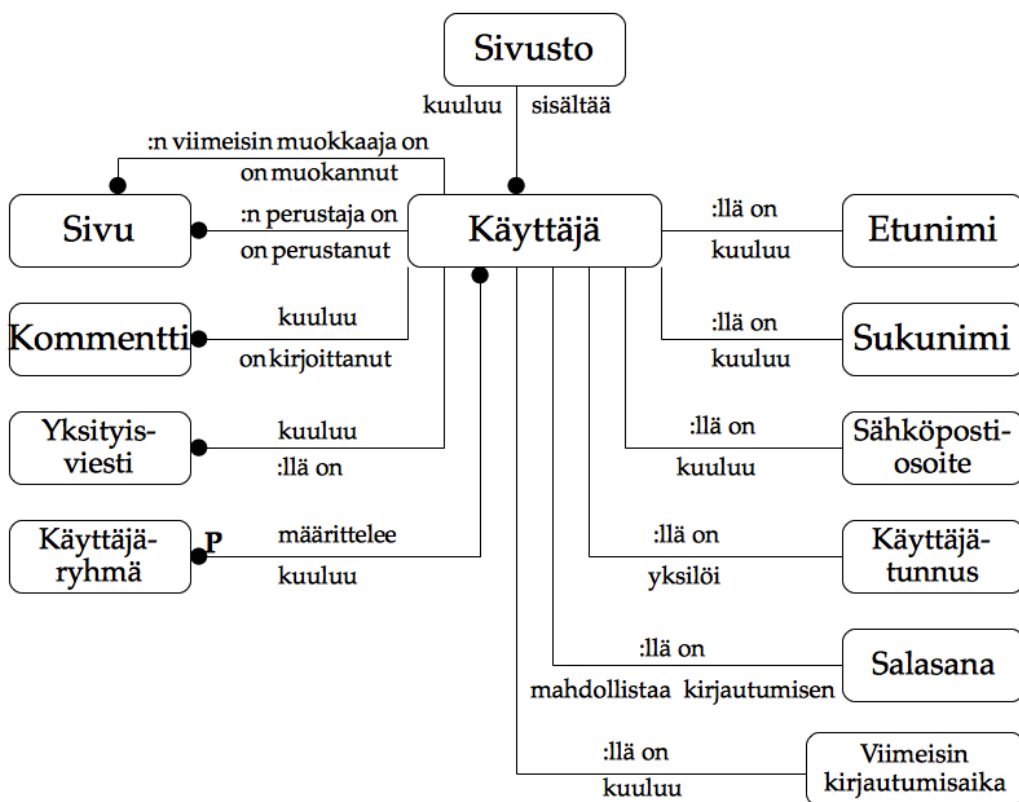 Sivusto
kuuluu sisältää
:n viimeisin muokkaaja on
on muokannut
Sivu
:n perustaja on
on perustanut
Käyttäjä
:llä on
kuuluu
Etunimi
Kommentti
kuuluu
on kirjoittanut
:llä on
kuuluu
Sukunimi
Yksityis-
viesti
kuuluu
:llä on
:llä on
kuuluu
Sähköposti-
osoite
Käyttäjä-
ryhmä
P
määrittelee
kuuluu
:llä on
yksilöi
Käyttäjä-
tunnus
:llä on
mahdollistaa kirjautumisen
Salasana
:llä on
kuuluu
Viimeisin
kirjautumisaika